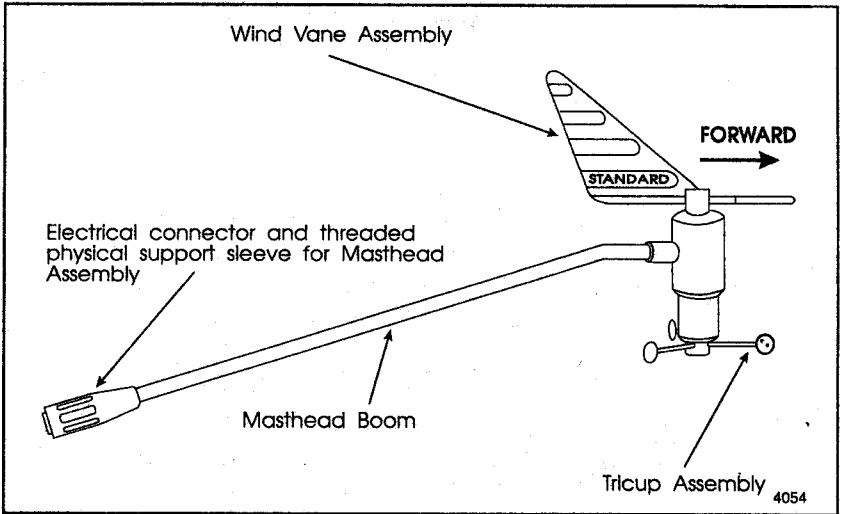 Wind Vane Assembly
FORWARD
STANDARD
Electrical connector and threaded
physical support sleeve for Masthead
Assembly
Masthead Boom
Tricup Assembly
4054